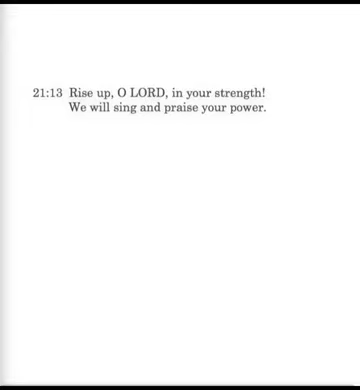 21:13 Rise up, O LORD, in your strength!
We will sing and praise your power.